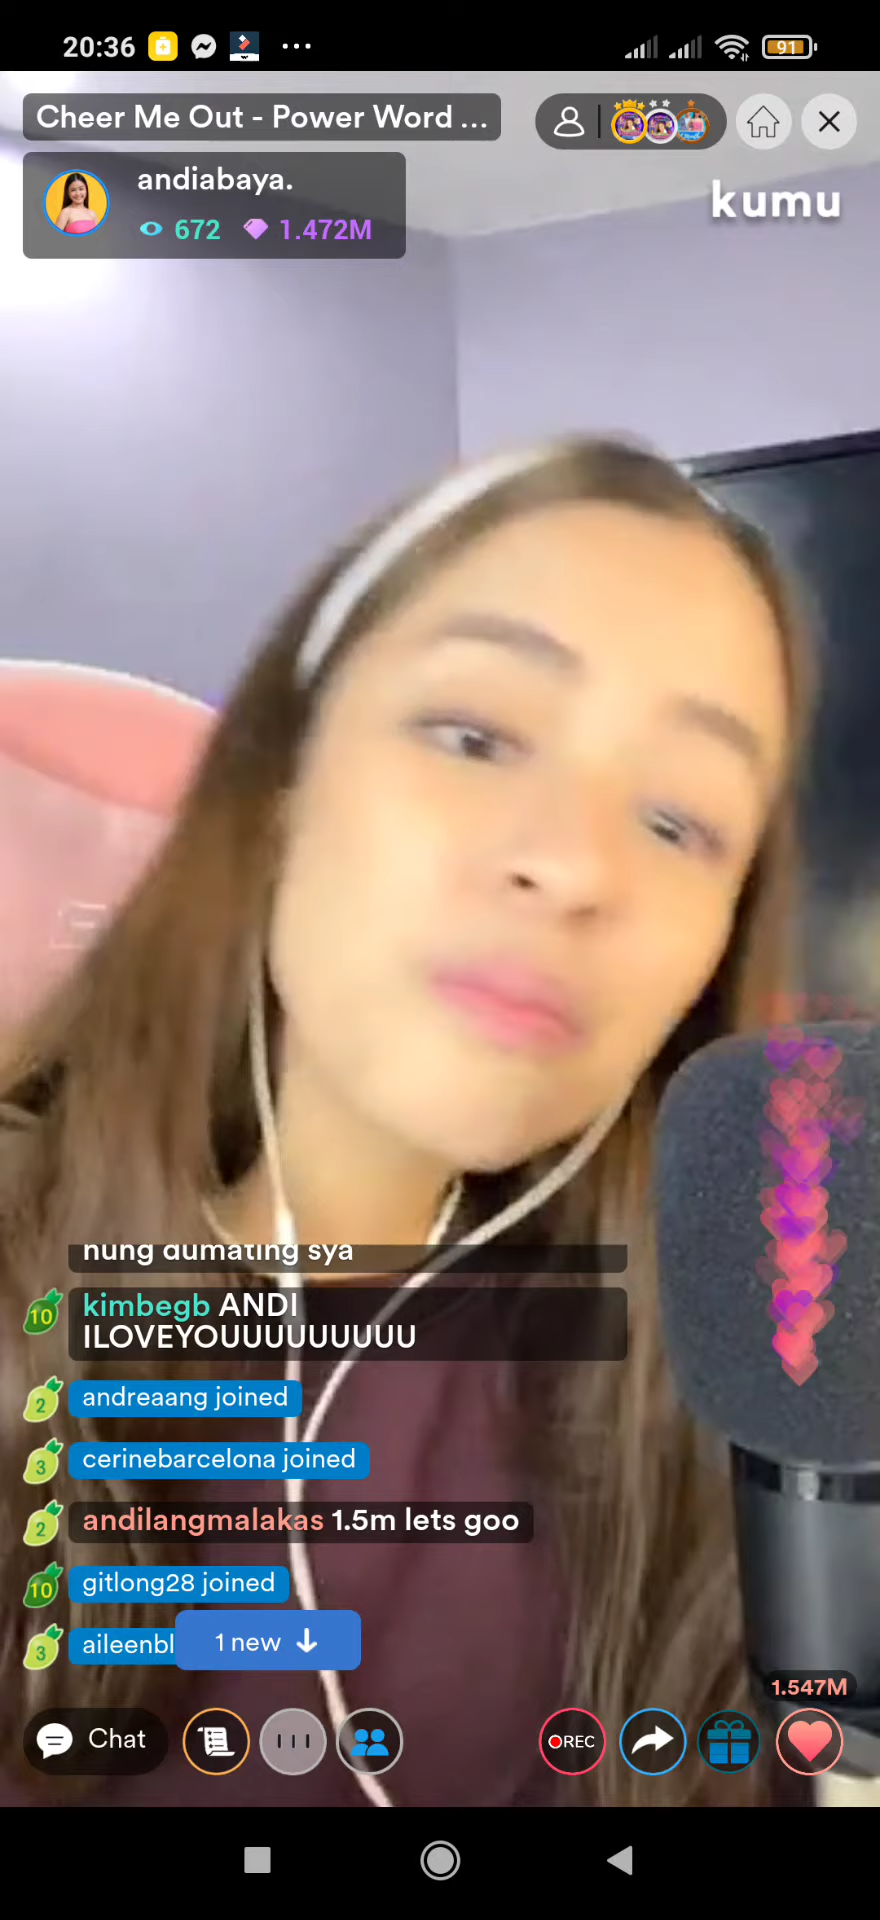 20:36
91
Cheer Me Out - Power Word ...
andiabaya.
672 1.472M
kumu
nung dumating sya
10 kimbegb ANDI
ILOVEYOUUUUUUUUUU
2 andreaang joined
3 cerinebarcelona joined
2 andilangmalakas 1.5m lets goo
10 gitlong28 joined
3 aileenbl
1 new
1.547M
Chat
REC